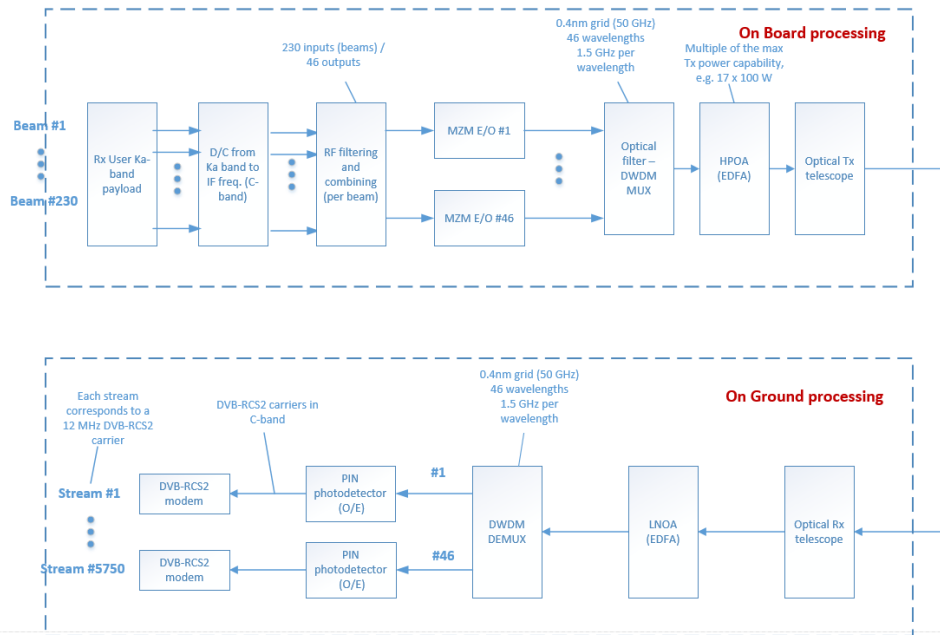 On Board processing
230 inputs (beams) /
46 outputs
0.4nm grid (50 GHz)
46 wavelengths
1.5 GHz per
wavelength
Multiple of the max
Tx power capability,
e.g. 17 x 100 W
Beam #1
Beam #230
Rx User Ka-
band
payload
D/C from
Ka band to
IF freq. (C-
band)
RF filtering
and
combining
(per beam)
MZM E/O #1
MZM E/O #46
Optical
filter –
DWDM
MUX
HPOA
(EDFA)
Optical Tx
telescope
On Ground processing
Each stream
corresponds to a
12 MHz DVB-RCS2
carrier
DVB-RCS2 carriers in
C-band
0.4nm grid (50 GHz)
46 wavelengths
1.5 GHz per
wavelength
Stream #1
Stream #5750
DVB-RCS2
modem
DVB-RCS2
modem
PIN
photodetector
(O/E)
PIN
photodetector
(O/E)
#1
#46
DWDM
DEMUX
LNOA
(EDFA)
Optical Rx
telescope